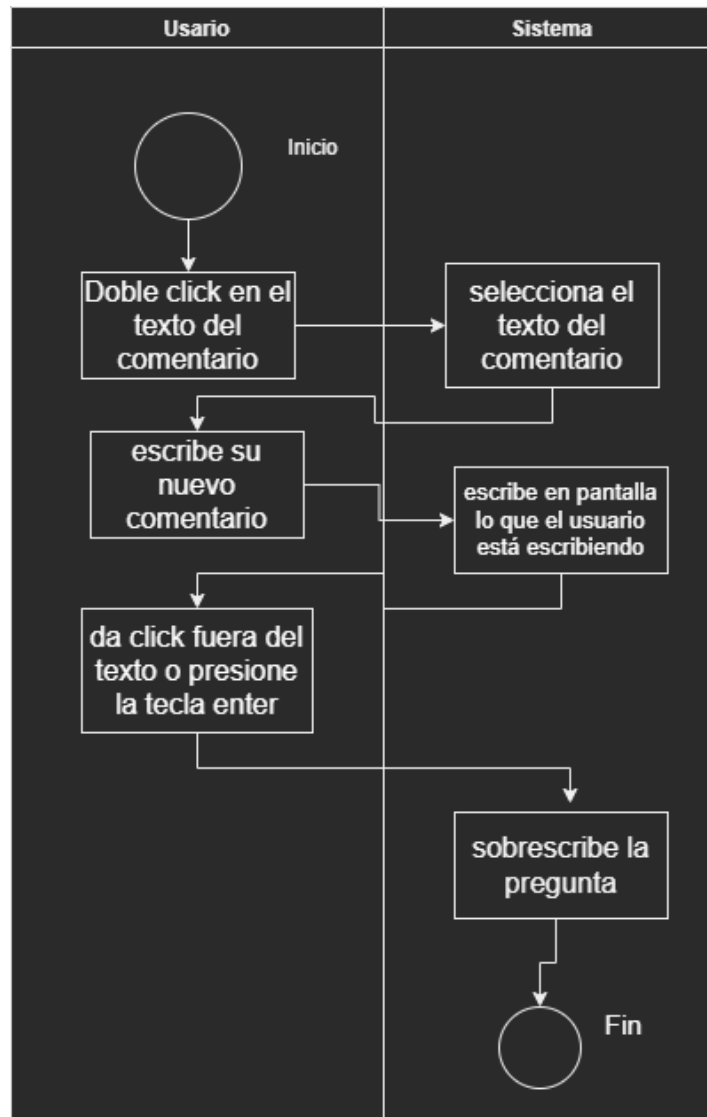 Usario
Sistema
Inicio
Doble click en el
texto del
comentario
selecciona el
texto del
comentario
escribe su
nuevo
comentario
escribe en pantalla
lo que el usuario
está escribiendo
da click fuera del
texto o presione
la tecla enter
sobrescribe la
pregunta
Fin